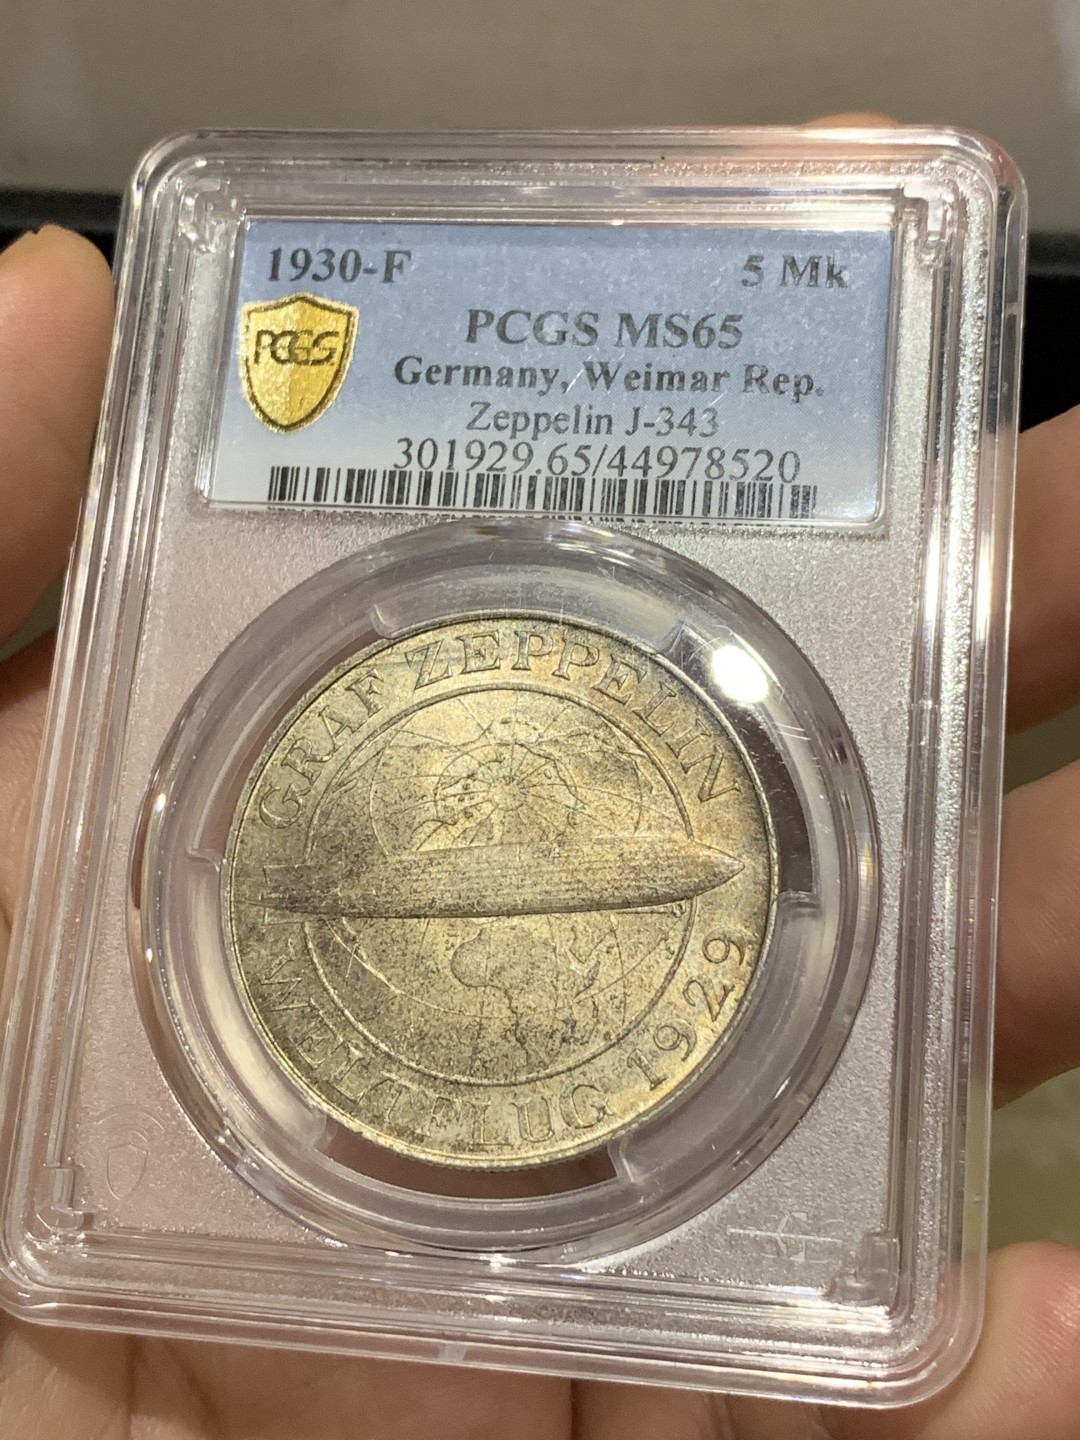 1930-F 5 Mk
PCGS MS65
PCGS
Germany, Weimar Rep.
Zeppelin J-343
301929.65/44978520
GRAF ZEPPELIN
WELTFLUG 1929